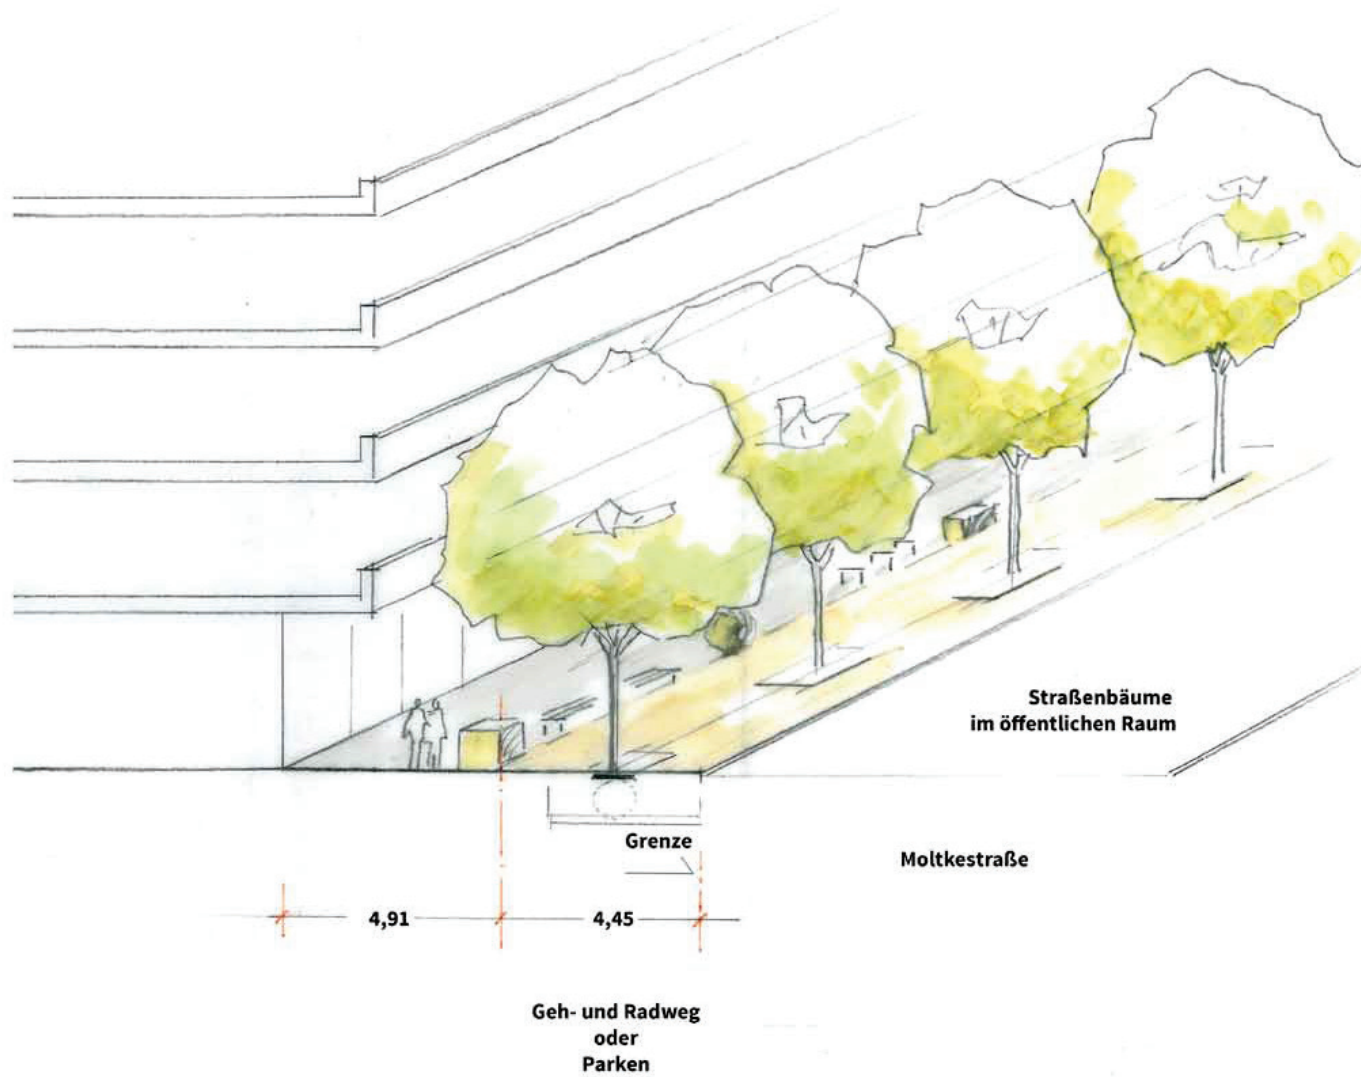 Straßenbäume
im öffentlichen Raum
Grenze
Moltkestraße
4,91
4,45
Geh- und Radweg
oder
Parken